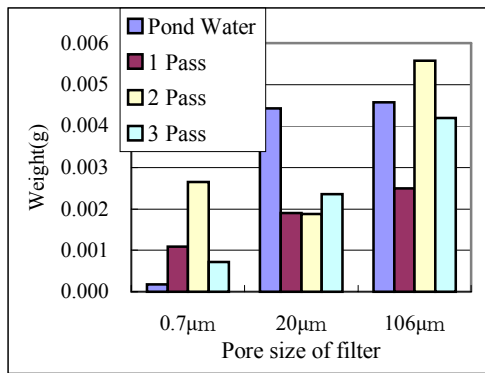 Pond Water
1 Pass
2 Pass
3 Pass
Weight(g)
0.006
0.005
0.004
0.003
0.002
0.001
0.000
0.7μm 20μm 106μm
Pore size of filter